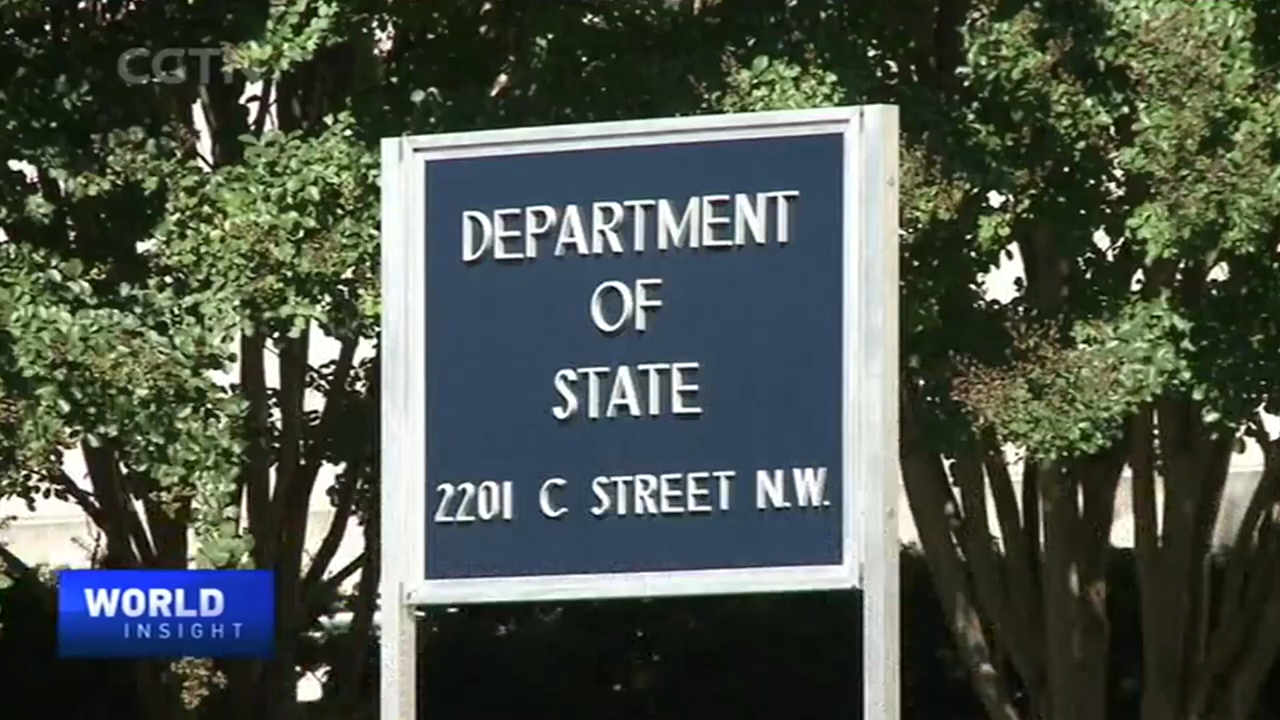 CGTN
DEPARTMENT
OF
STATE
2201 C STREET N.W.
WORLD
INSIGHT